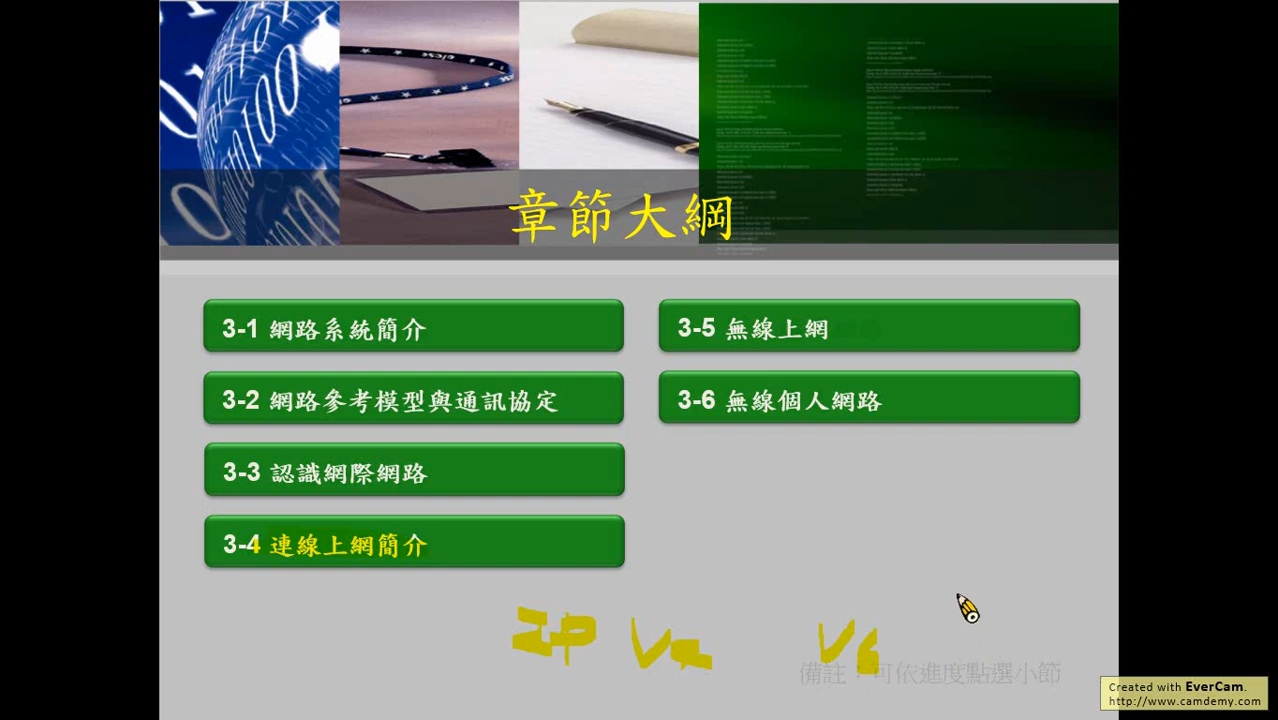 章節大綱
3-1 網路系統簡介
3-2 網路參考模型與通訊協定
3-3 認識網際網路
3-4 連線上網簡介
3-5 無線上網
3-6 無線個人網路
IP V4 V6
備註：可依進度點選小節
Created with EverCam.
http://www.camdemy.com